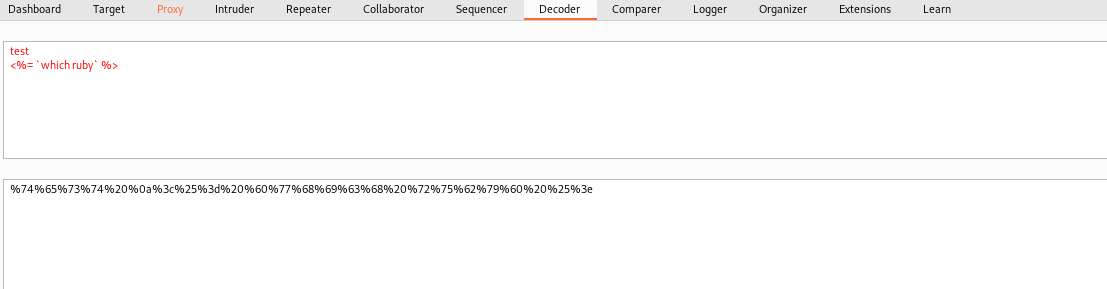 Dashboard Target Proxy Intruder Repeater Collaborator Sequencer Decoder Comparer Logger Organizer Extensions Learn
test
<%= `which ruby` %>
%74%65%73%74%20%0a%3c%25%3d%20%60%77%68%69%63%68%20%72%75%62%79%60%20%25%3e